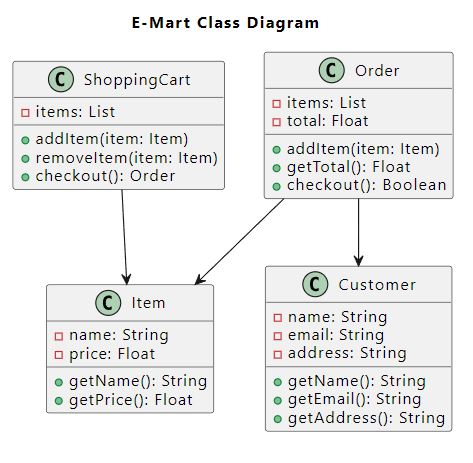 E-Mart Class Diagram
C ShoppingCart
items: List
addItem(item: Item)
removeItem(item: Item)
checkout(): Order
C Order
items: List
total: Float
addItem(item: Item)
getTotal(): Float
checkout(): Boolean
C Item
name: String
price: Float
getName(): String
getPrice(): Float
C Customer
name: String
email: String
address: String
getName(): String
getEmail(): String
getAddress(): String